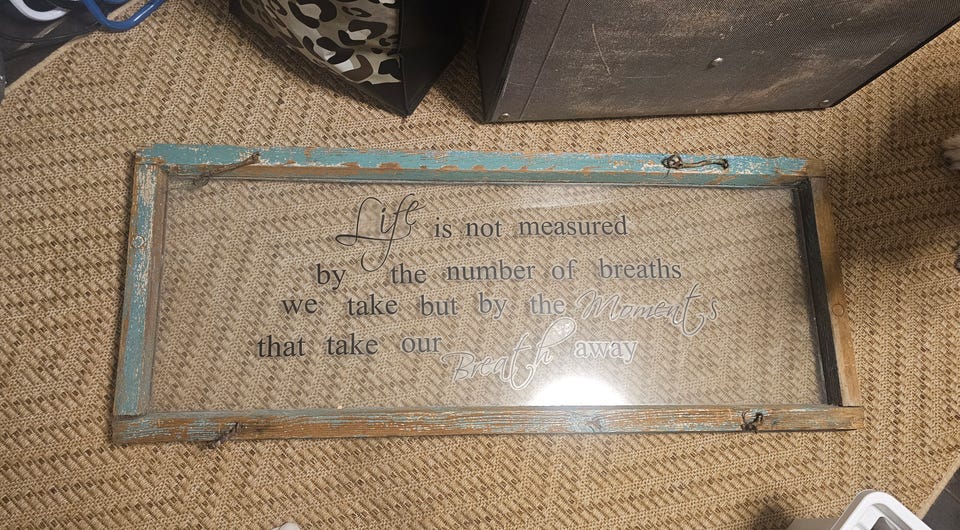 Life is not measured
by the number of breaths
we take but by the Moments
that take our Breath away